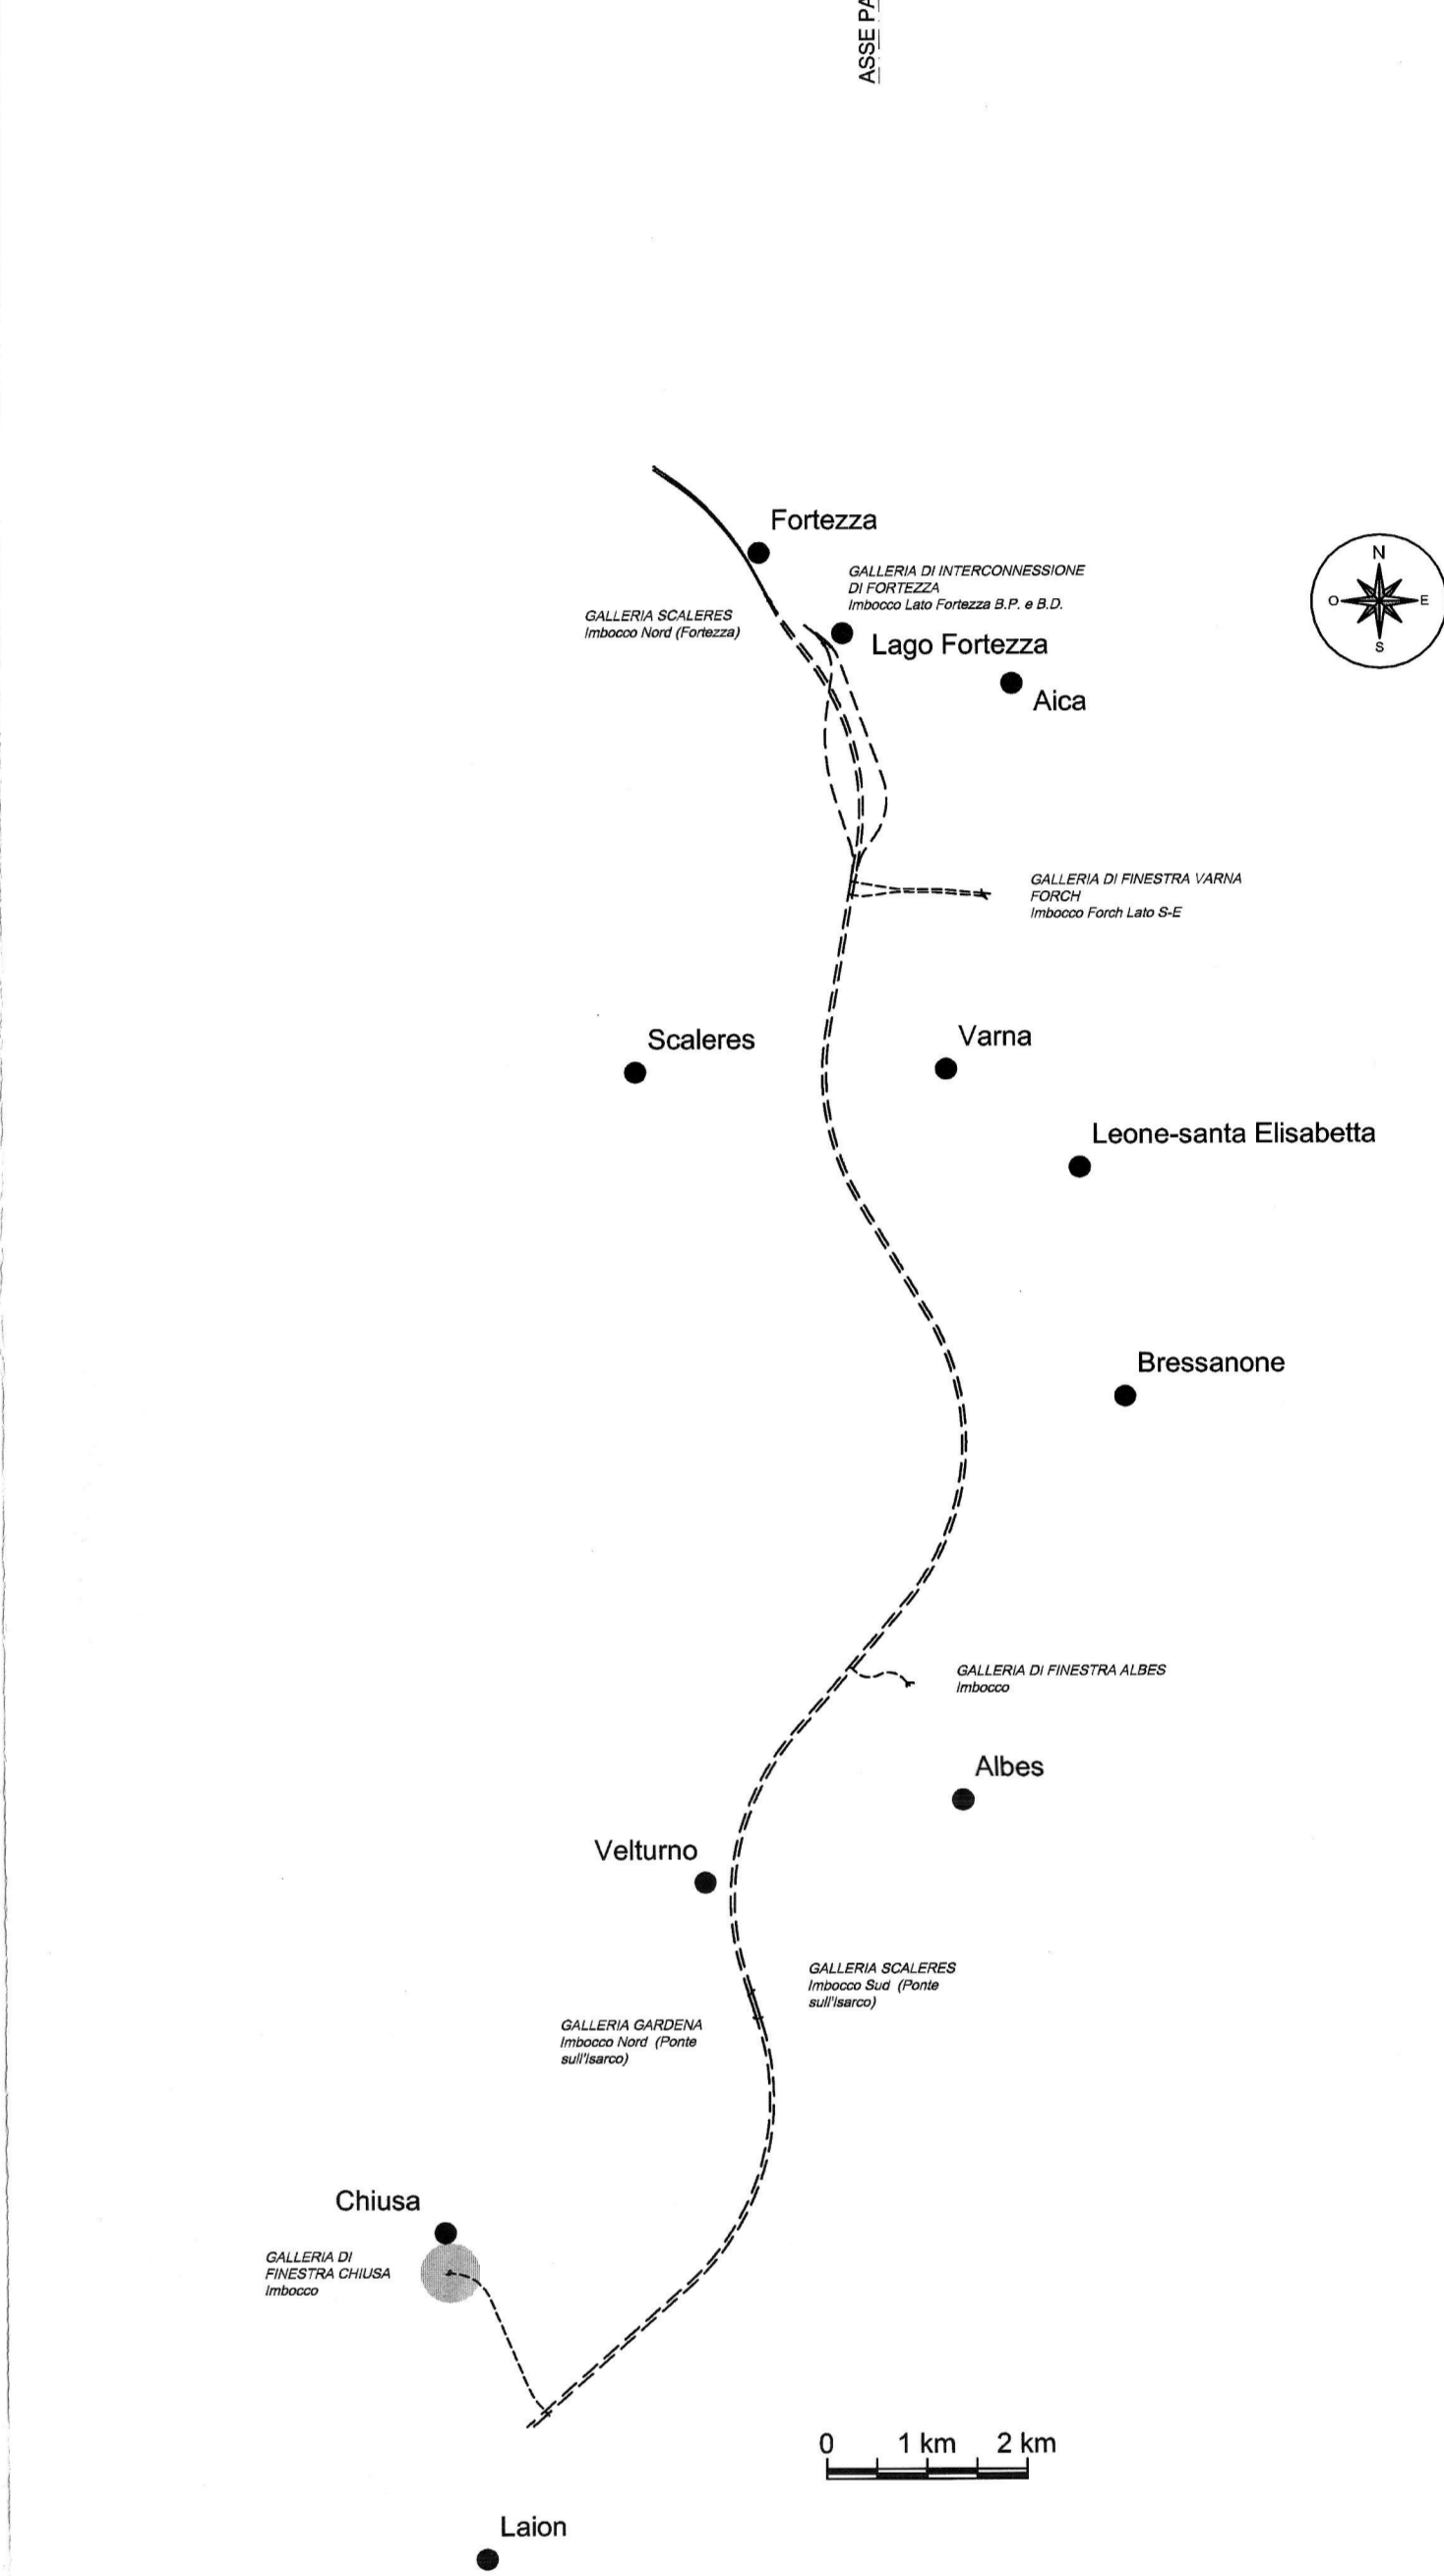 ASSE PA
Fortezza
GALLERIA DI INTERCONNESSIONE
DI FORTEZZA
Imbocco Lato Fortezza B.P. e B.D.
N
O
E
S
GALLERIA SCALERES
Imbocco Nord (Fortezza)
Lago Fortezza
Aica
GALLERIA DI FINESTRA VARNA
FORCH
Imbocco Forch Lato S-E
Scaleres
Varna
Leone-santa Elisabetta
Bressanone
GALLERIA DI FINESTRA ALBES
Imbocco
Albes
Velturno
GALLERIA SCALERES
Imbocco Sud (Ponte
sull'Isarco)
GALLERIA GARDENA
Imbocco Nord (Ponte
sull'Isarco)
Chiusa
GALLERIA DI
FINESTRA CHIUSA
Imbocco
0 1 km 2 km
Laion